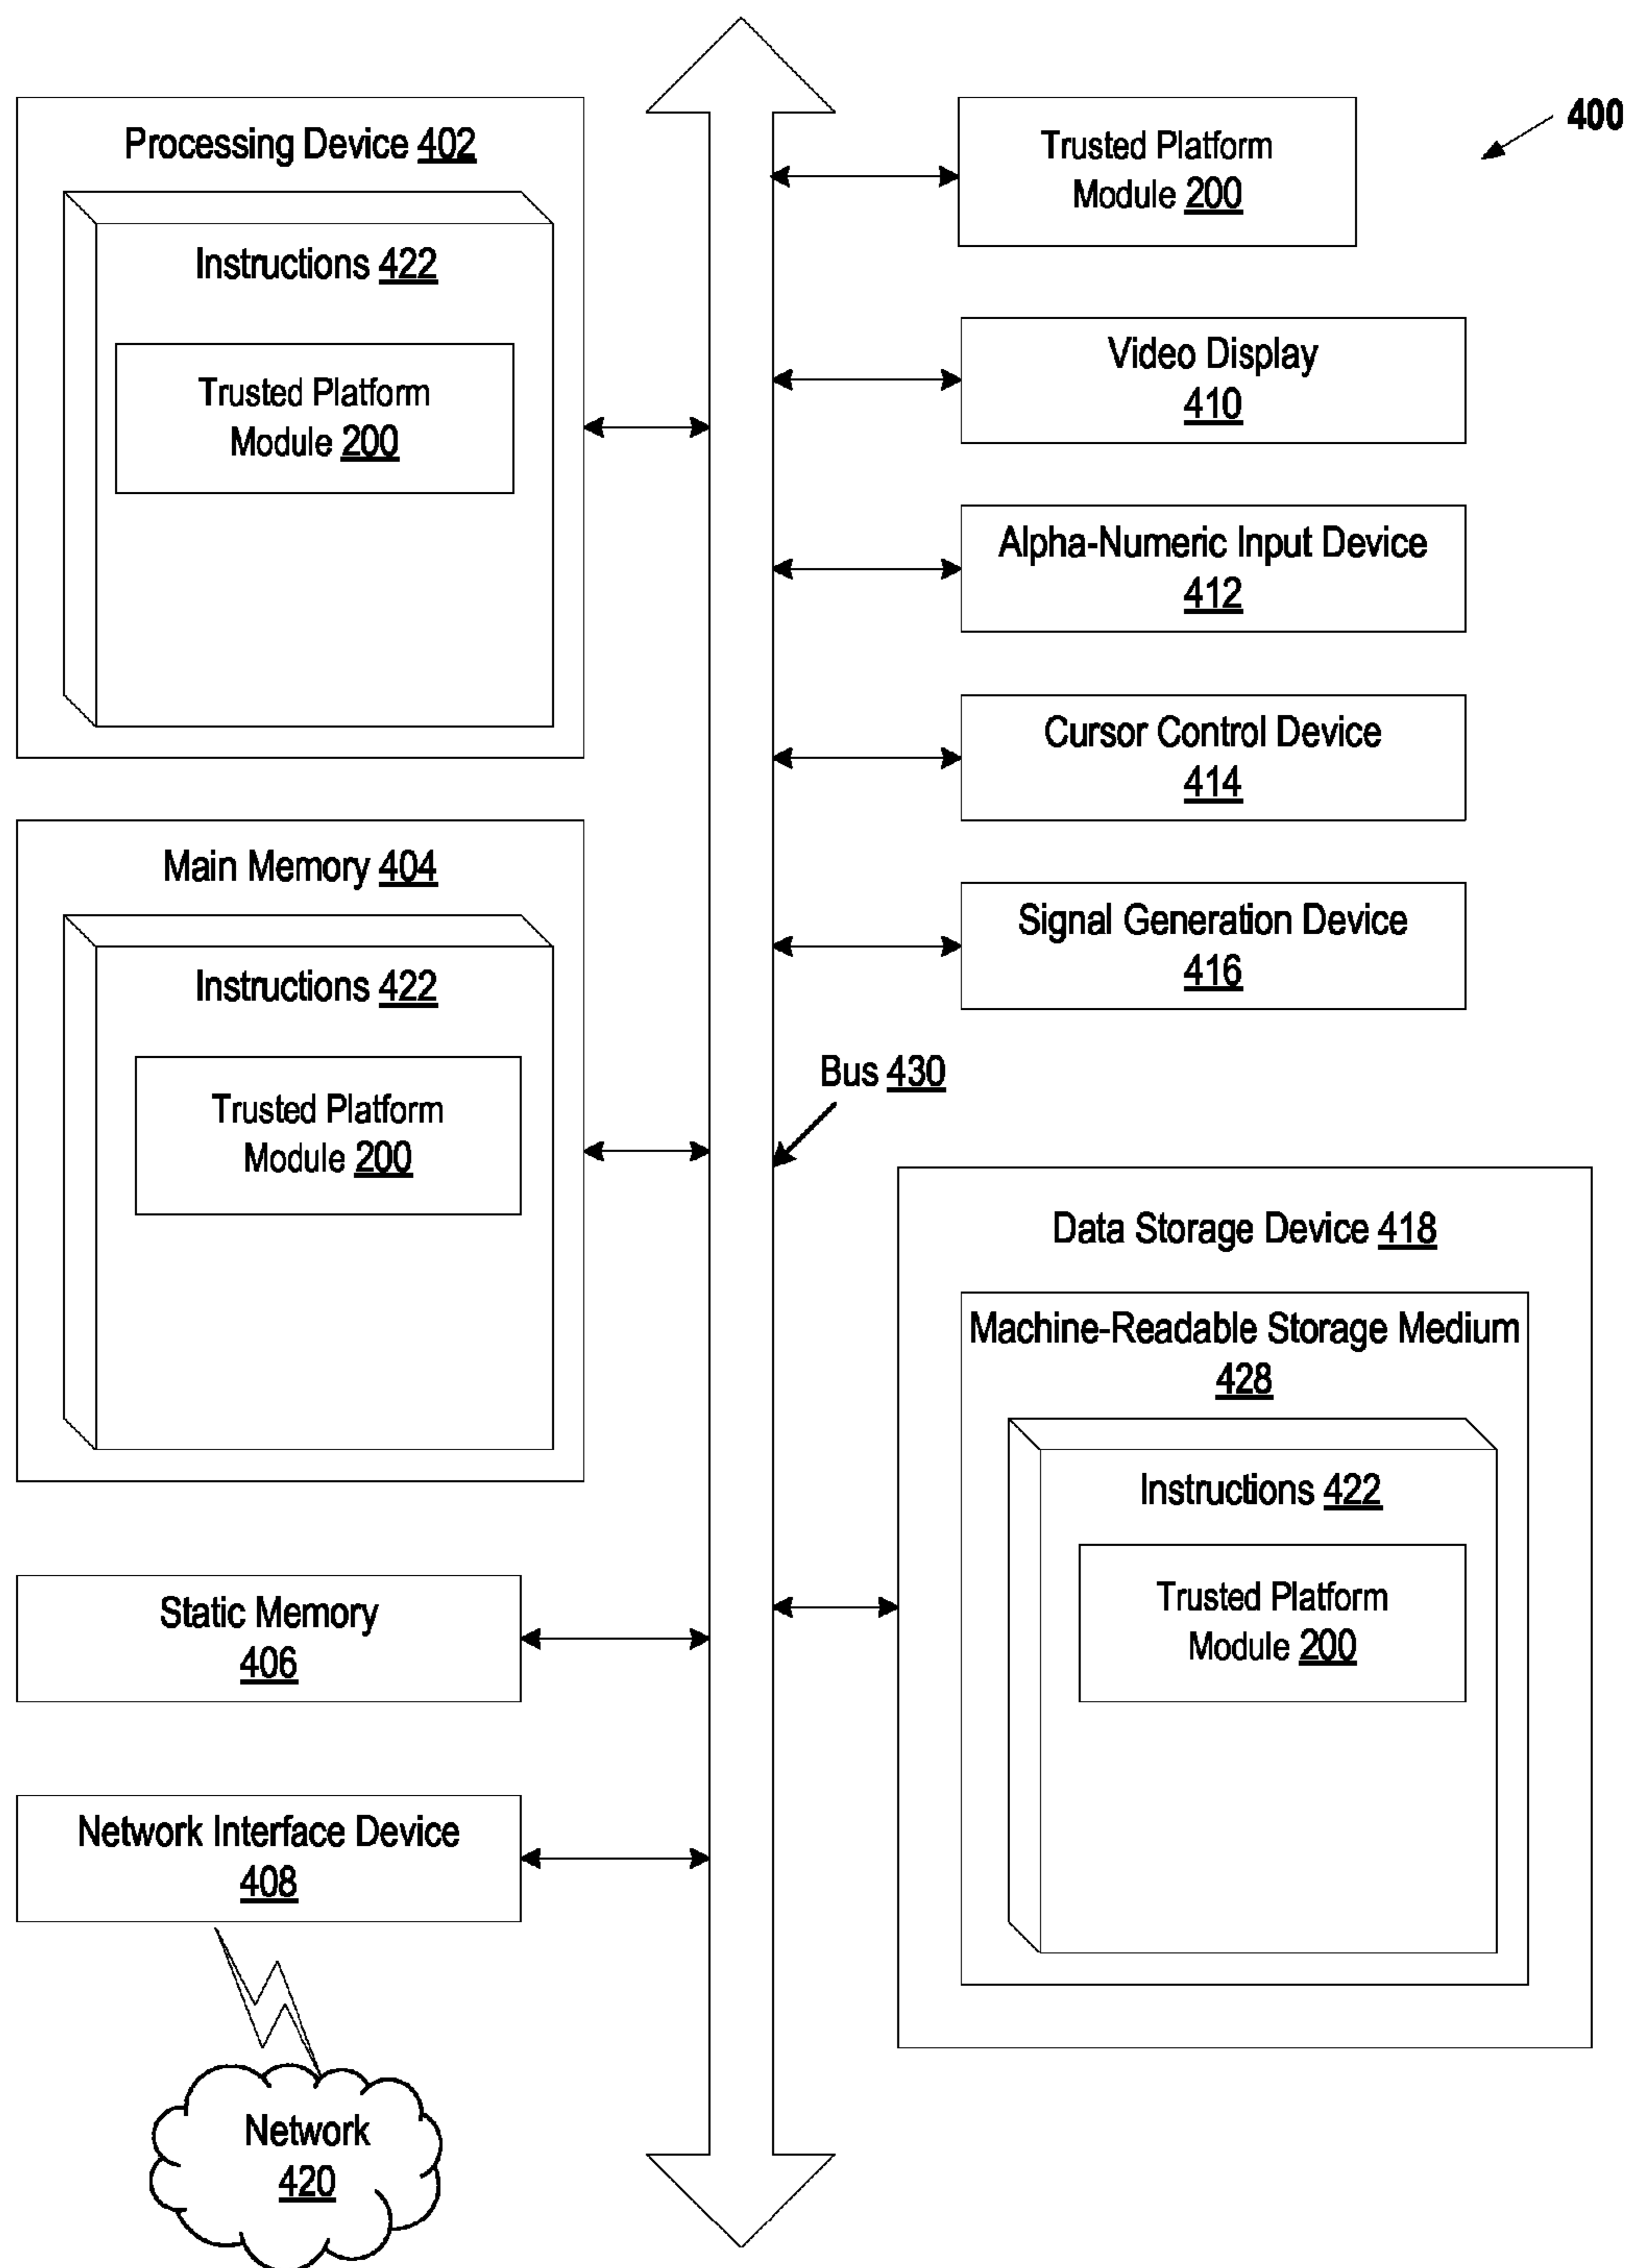 Processing Device 402
Instructions 422
Trusted Platform
Module 200
Main Memory 404
Instructions 422
Trusted Platform
Module 200
Static Memory
406
Network Interface Device
408
Network
420
400
Trusted Platform
Module 200
Video Display
410
Alpha-Numeric Input Device
412
Cursor Control Device
414
Signal Generation Device
416
Bus 430
Data Storage Device 418
Machine-Readable Storage Medium
428
Instructions 422
Trusted Platform
Module 200